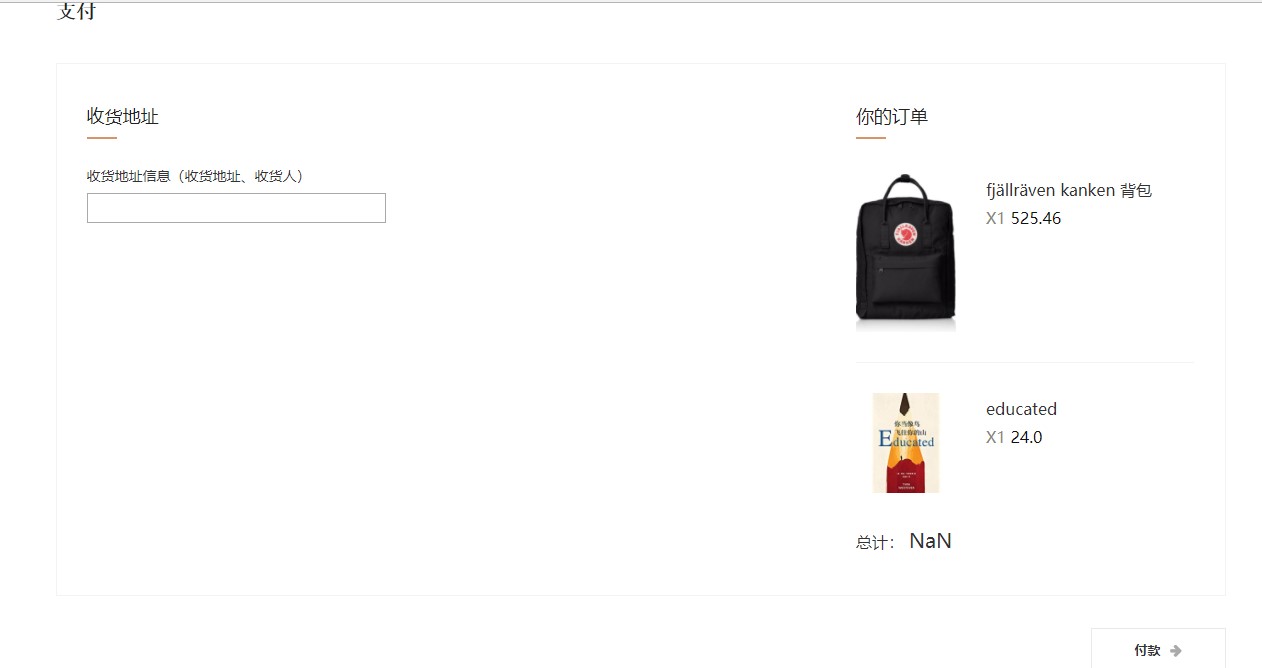 支付
收货地址
收货地址信息（收货地址、收货人）
你的订单
fjällräven kanken 背包
X1 525.46
你当像鸟
飞往你的山
Educated
educated
X1 24.0
总计： NaN
付款